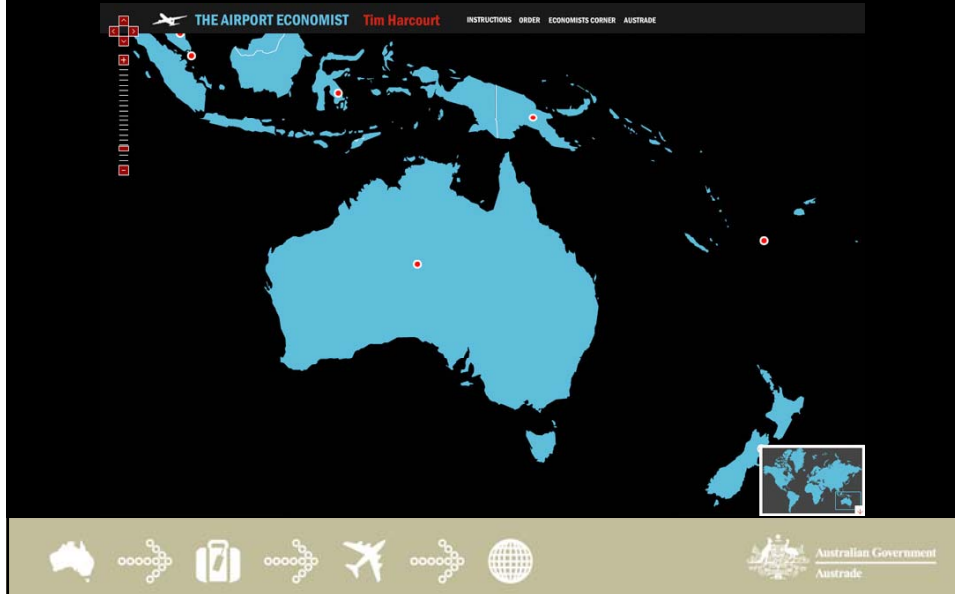 THE AIRPORT ECONOMIST Tim Harcourt INSTRUCTIONS ORDER ECONOMISTS CORNER AUSTRADE
Australian Government
Austrade